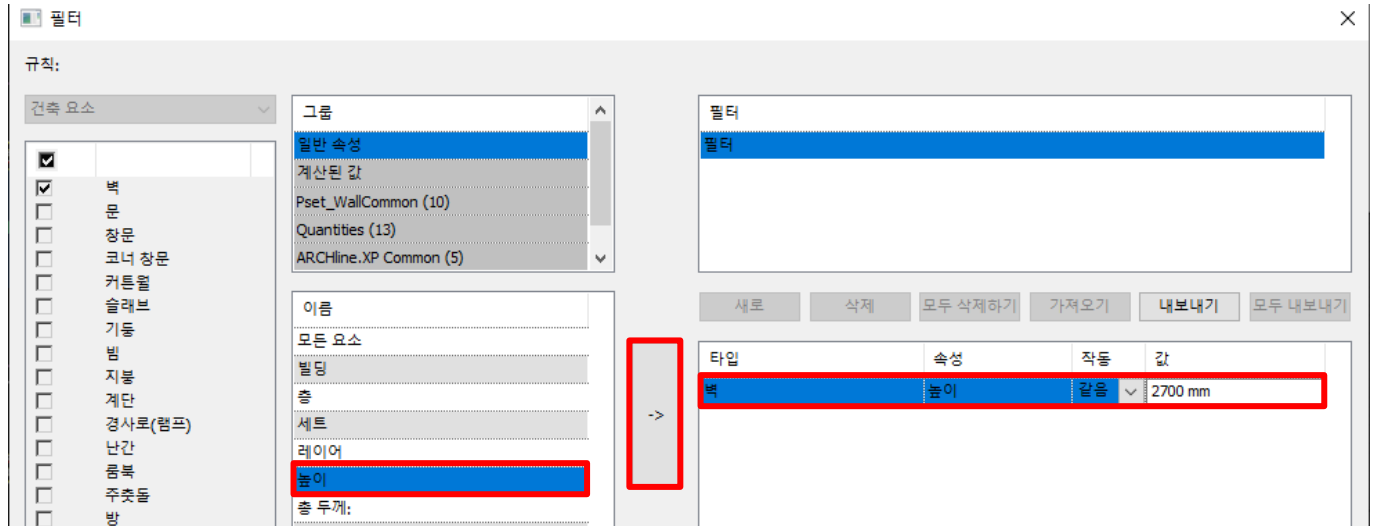 필터
규칙:
건축 요소
벽
문
창문
코너 창문
커튼월
슬래브
기둥
빔
지붕
계단
경사로(램프)
난간
룸북
주춧돌
방
그룹
일반 속성
계산된 값
Pset_WallCommon (10)
Quantities (13)
ARCHline.XP Common (5)
이름
모든 요소
빌딩
층
세트
레이어
높이
총 두께:
->
필터
필터
새로 삭제 모두 삭제하기 가져오기 내보내기 모두 내보내기
타입 속성 작동 값
벽 높이 같음 2700 mm